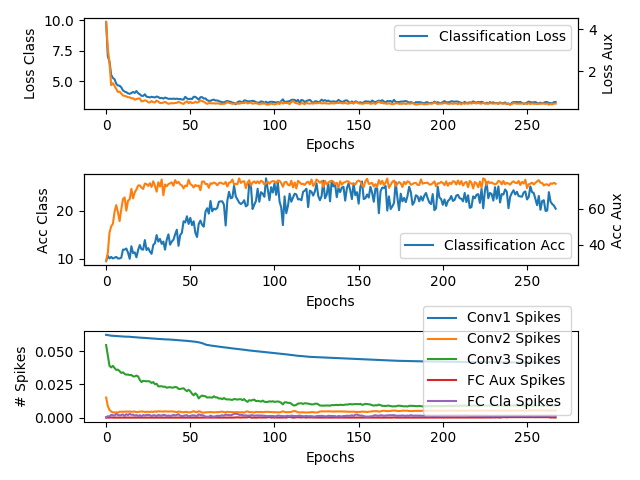 10.0
7.5
5.0
Loss Class
Classification Loss
4
2
Loss Aux
0
50
100
150
200
250
Epochs
20
10
Acc Class
Classification Acc
60
40
Acc Aux
0
50
100
150
200
250
Epochs
0.050
0.025
0.000
# Spikes
Conv1 Spikes
Conv2 Spikes
Conv3 Spikes
FC Aux Spikes
FC Cla Spikes
0
50
100
150
200
250
Epochs